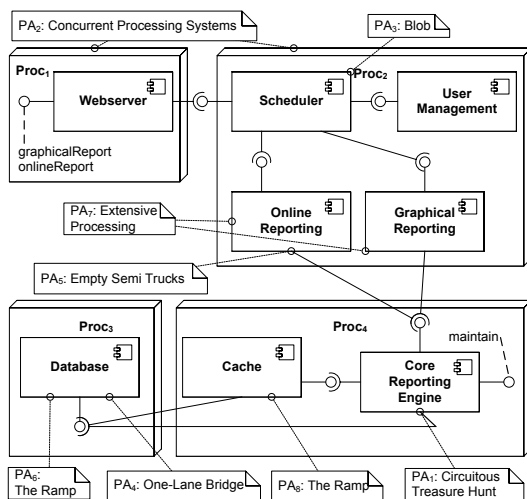 PA₂: Concurrent Processing Systems
PA₃: Blob
Proc₁
Proc₂
Webserver
Scheduler
User
Management
graphicalReport
onlineReport
PA₇: Extensive
Processing
Online
Reporting
Graphical
Reporting
PA₅: Empty Semi Trucks
Proc₃
Proc₄
maintain
Database
Cache
Core
Reporting
Engine
PA₆:
The Ramp
PA₄: One-Lane Bridge
PA₈: The Ramp
PA₁: Circuitous
Treasure Hunt